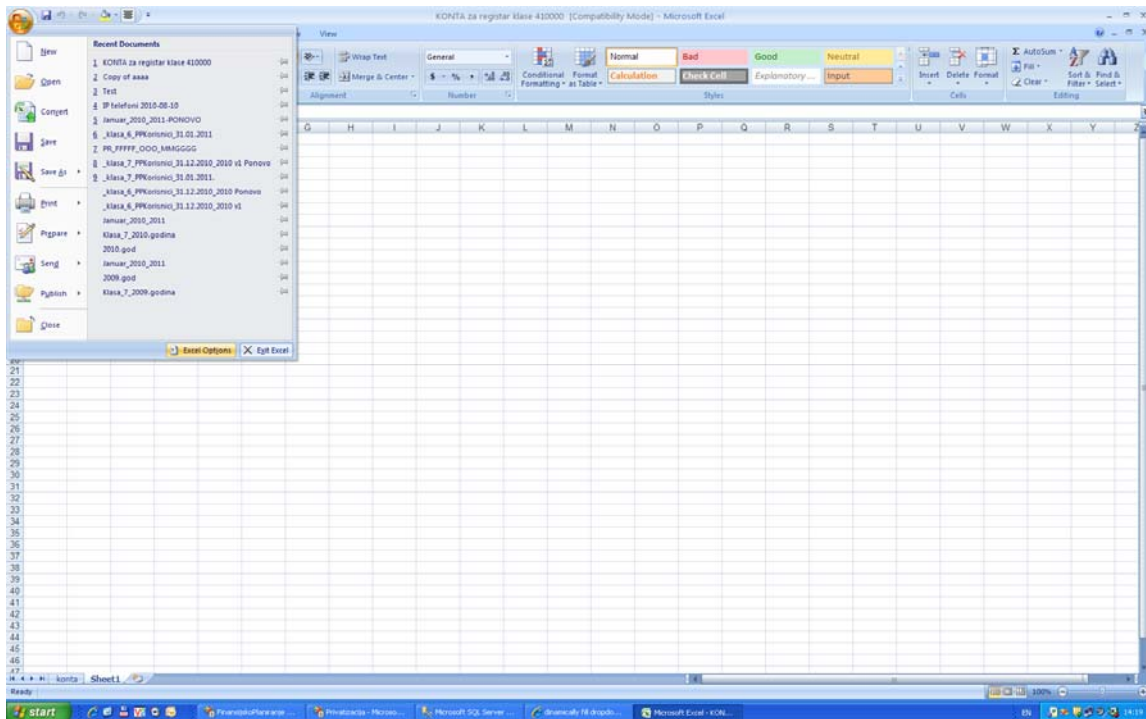 KONTA za registar klase 410000 [Compatibility Mode] - Microsoft Excel
View
New
Open
Convert
Save
Save As
Print
Prepare
Send
Publish
Close
Recent Documents
1 KONTA za registar klase 410000
2 Copy of aaaa
3 Test
4 IP telefoni 2010-08-10
5 Januar_2010_2011-PONOVO
6 _klasa_6_PPKorisnici_31.01.2011
7 PR_FFFFF_OOO_MMGGGG
8 _klasa_7_PPKorisnici_31.12.2010_2010 v1 Ponovo
9 _klasa_7_PPKorisnici_31.01.2011.
_klasa_6_PPKorisnici_31.12.2010_2010 Ponovo
_klasa_6_PPKorisnici_31.12.2010_2010 v1
Januar_2010_2011
Klasa_7_2010.godina
2010.god
Januar_2010_2011
2009.god
Klasa_7_2009.godina
Excel Options
Exit Excel
Wrap Text
Merge & Center
Alignment
General
$ - % ,
Number
Conditional Formatting
Format as Table
Normal
Bad
Good
Neutral
Calculation
Check Cell
Explanatory ...
Input
Styles
Insert
Delete
Format
Cells
Σ AutoSum
Fill
Clear
Sort & Filter
Find & Select
Editing
G H I J K L M N O P Q R S T U V W X Y Z
20
21
22
23
24
25
26
27
28
29
30
31
32
33
34
35
36
37
38
39
40
41
42
43
44
45
46
47
konta
Sheet1
Ready
100%
start
FinansijskoPlaniranje ...
Privatizacija - Microso...
Microsoft SQL Server ...
dinamically fill dropdo...
Microsoft Excel - KON...
EN
14:19